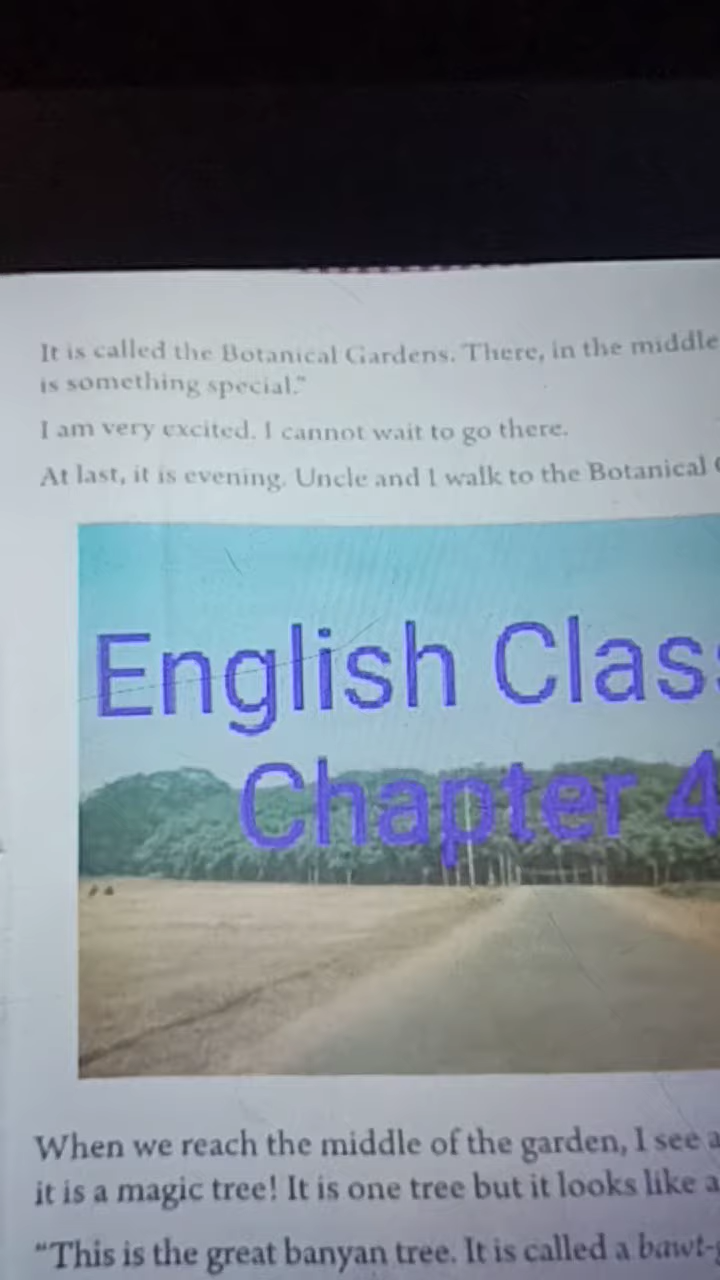 It is called the Botanical Gardens. There, in the middle
is something special."
I am very excited. I cannot wait to go there.
At last, it is evening. Uncle and I walk to the Botanical
English
Chapter 4
When we reach the middle of the garden, I see
it is a magic tree! It is one tree but it looks like a
"This is the great banyan tree. It is called a bawt-